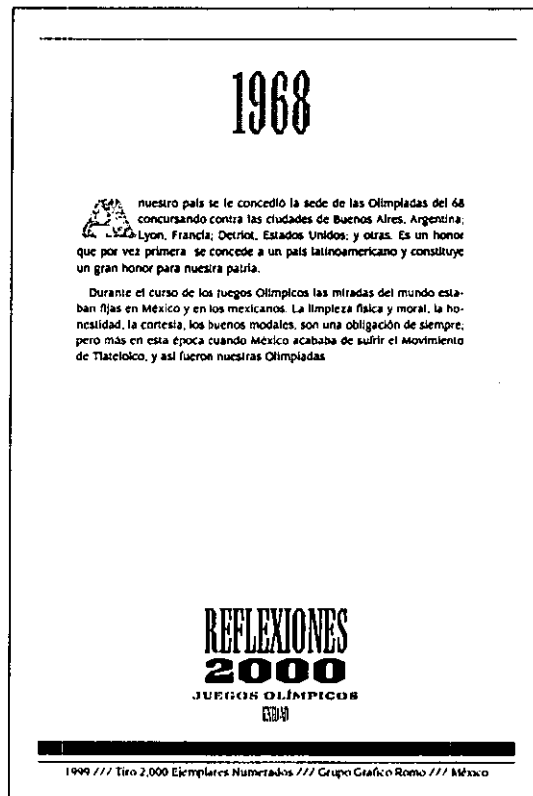 1968
A nuestro país se le concedió la sede de las Olimpiadas del 68
concursando contra las ciudades de Buenos Aires, Argentina;
Lyon, Francia; Detriot, Estados Unidos; y otras. Es un honor
que por vez primera se concede a un país latinoamericano y constituye
un gran honor para nuestra patria.
Durante el curso de los Juegos Olímpicos las miradas del mundo esta-
ban fijas en México y en los mexicanos. La limpieza física y moral, la ho-
nestidad, la cortesía, los buenos modales, son una obligación de siempre;
pero más en esta época cuando México acababa de sufrir el Movimiento
de Tlatelolco, y así fueron nuestras Olimpiadas
REFLEXIONES
2000
JUEGOS OLÍMPICOS
1999 /// Tiro 2,000 Ejemplares Numerados /// Grupo Gráfico Romo /// México